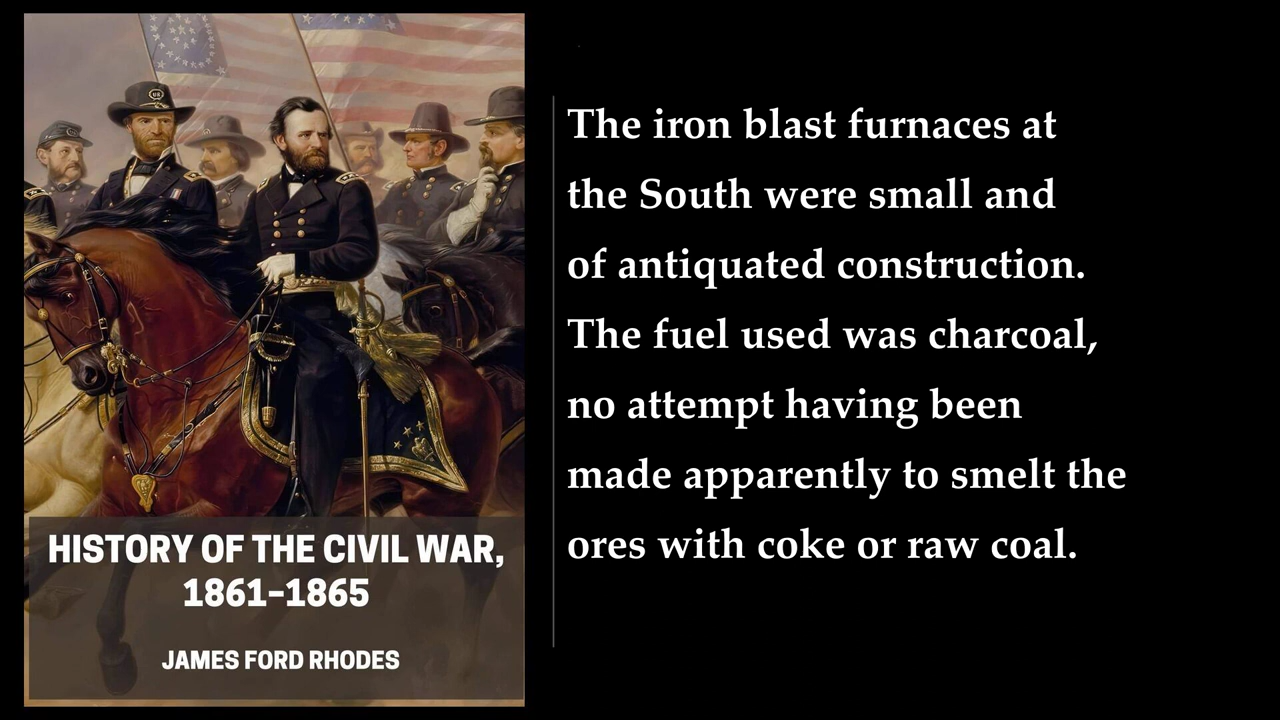 HISTORY OF THE CIVIL WAR,
1861–1865
JAMES FORD RHODES
The iron blast furnaces at
the South were small and
of antiquated construction.
The fuel used was charcoal,
no attempt having been
made apparently to smelt the
ores with coke or raw coal.